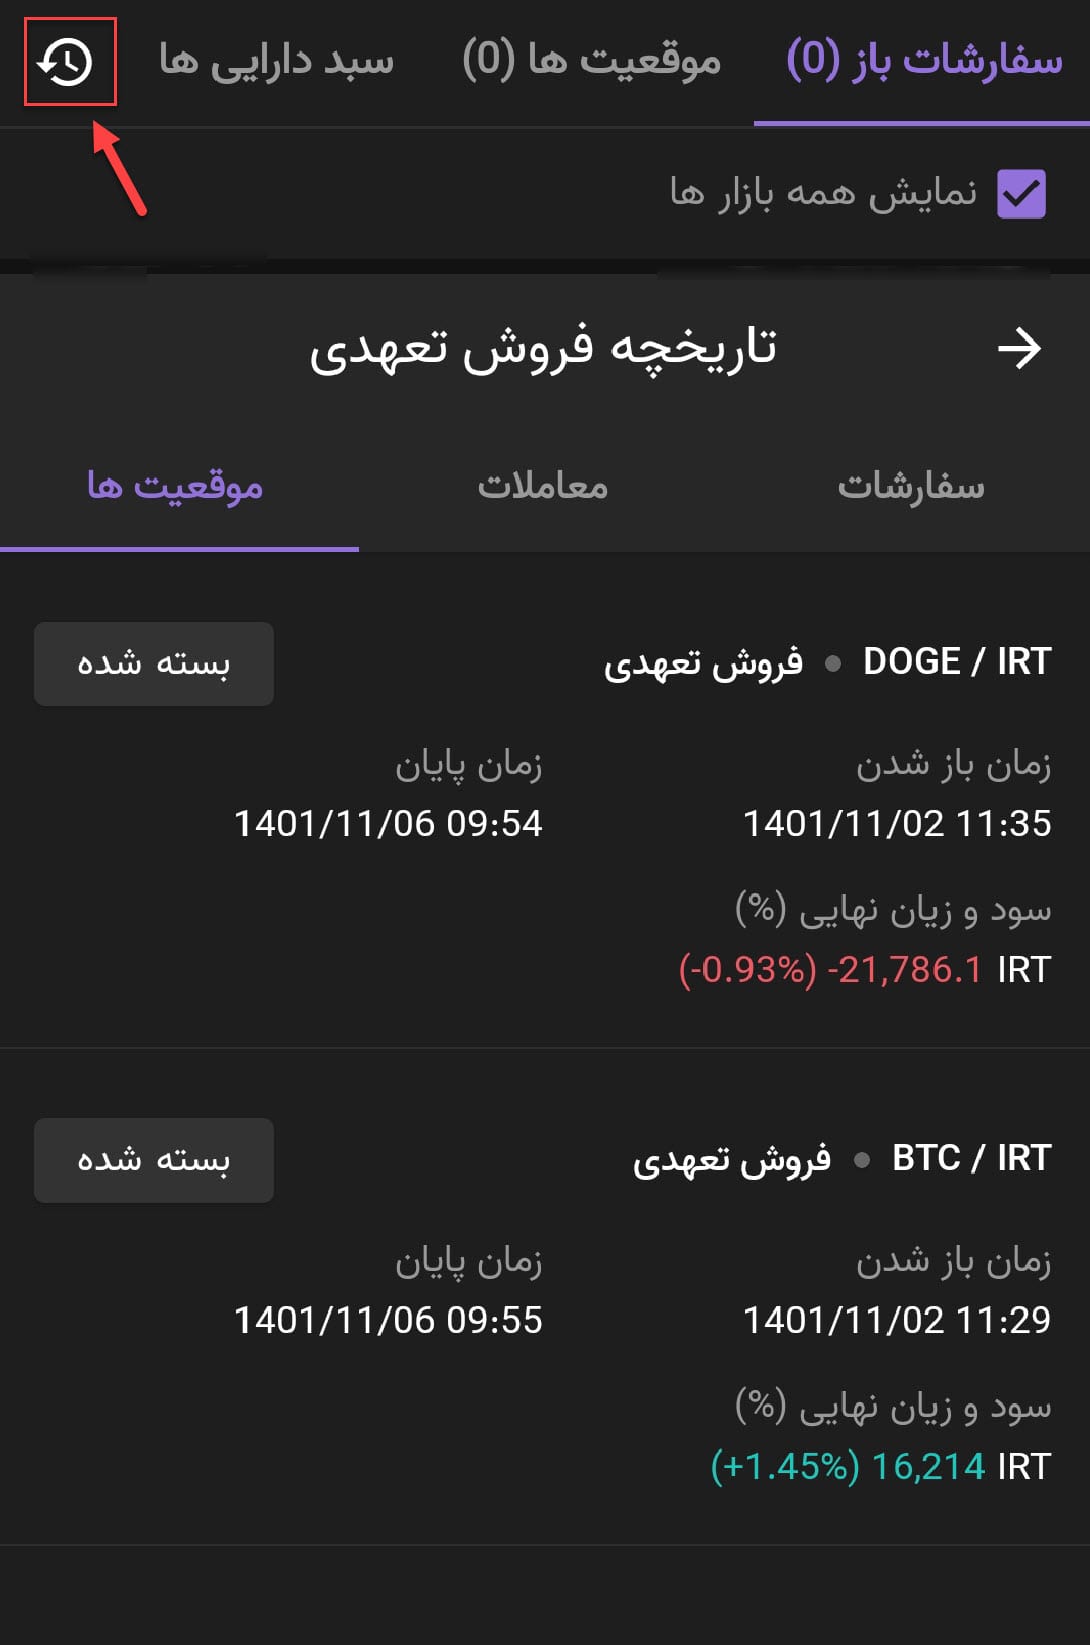 سفارشات باز (0) موقعیت ها (0) سبد دارایی ها
نمایش همه بازار ها
تاریخچه فروش تعهدی
سفارشات معاملات موقعیت ها
DOGE / IRT • فروش تعهدی بسته شده
زمان باز شدن زمان پایان
1401/11/02 11:35 1401/11/06 09:54
سود و زیان نهایی (%)
(-0.93%) -21,786.1 IRT
BTC / IRT • فروش تعهدی بسته شده
زمان باز شدن زمان پایان
1401/11/02 11:29 1401/11/06 09:55
سود و زیان نهایی (%)
(+1.45%) 16,214 IRT